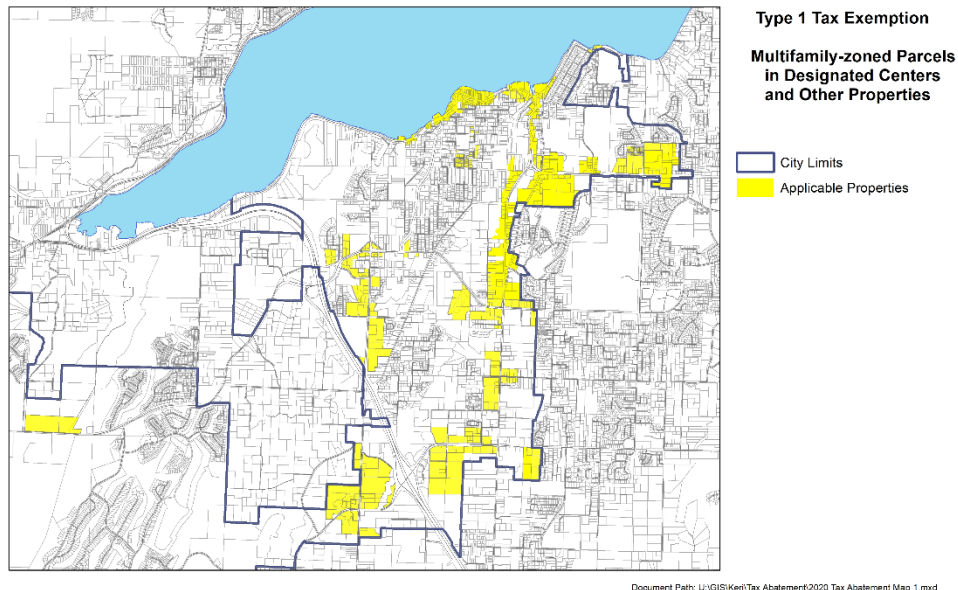 Type 1 Tax Exemption
Multifamily-zoned Parcels
in Designated Centers
and Other Properties
City Limits
Applicable Properties
Document Path: U:\GIS\Keri\Tax Abatement\2020 Tax Abatement Map 1.mxd